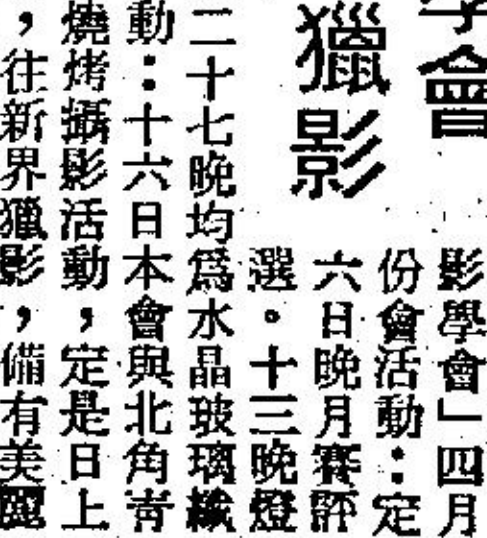 學會
獵影
影學會」四月
份會活動：定
六日晚月賽評
選。十三晚燈
二十七晚均爲水晶玻璃纖
動：十六日本會與北角青
燒烤攝影活動，定是日上
，往新界獵影，備有美麗